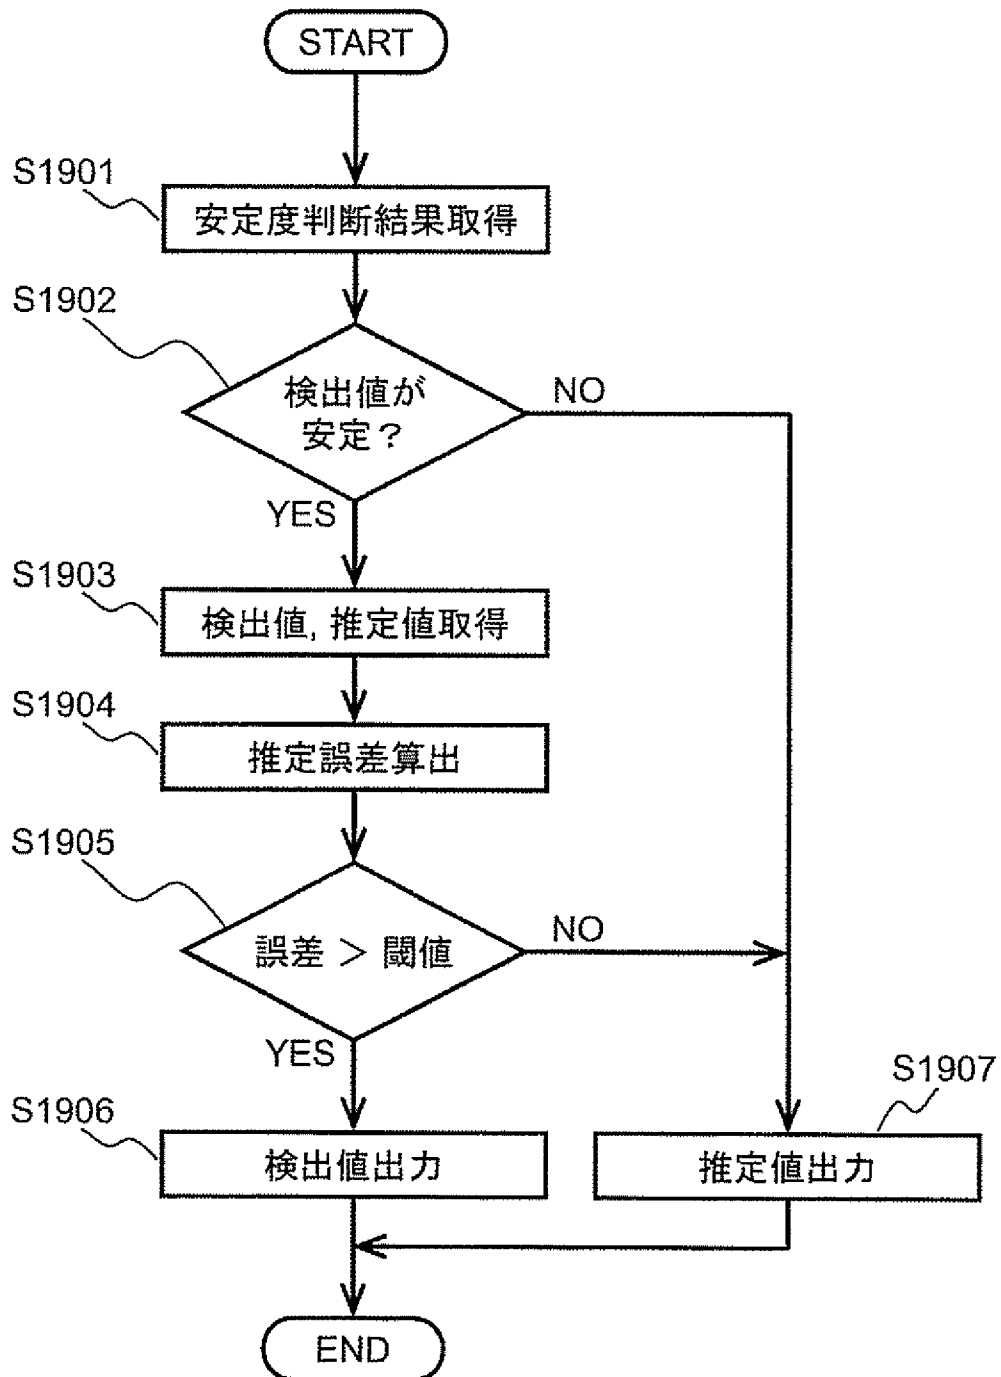 START
S1901
安定度判断結果取得
S1902
検出値が
安定？
NO
YES
S1903
検出値, 推定値取得
S1904
推定誤差算出
S1905
誤差 ＞ 閾値
NO
YES
S1906
検出値出力
S1907
推定値出力
END